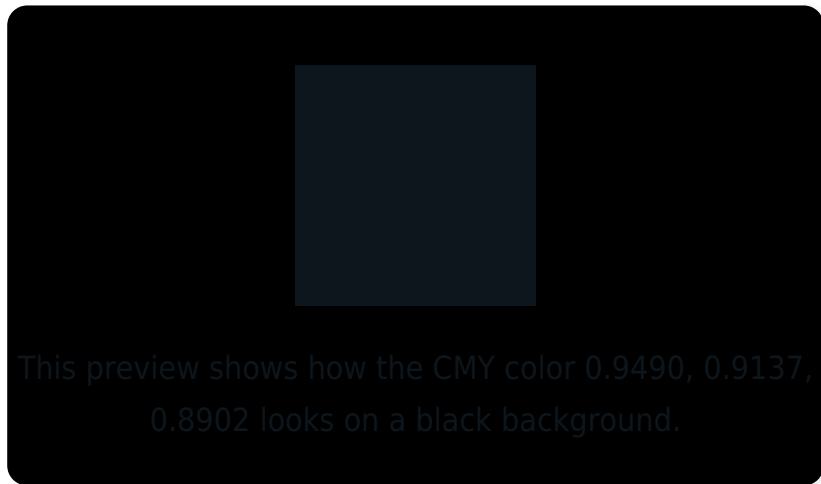 This preview shows how the CMY color 0.9490, 0.9137,
0.8902 looks on a black background.